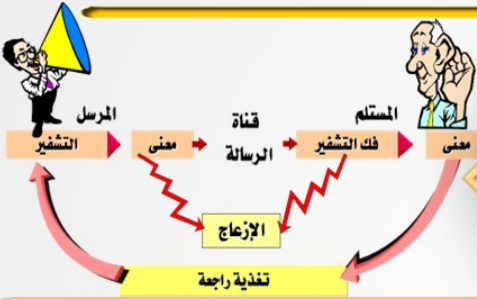 المرسل
المستلم
قناة
الرسالة
التشفير
معنى
فك التشفير
معنى
الإزعاج
تغذية راجعة